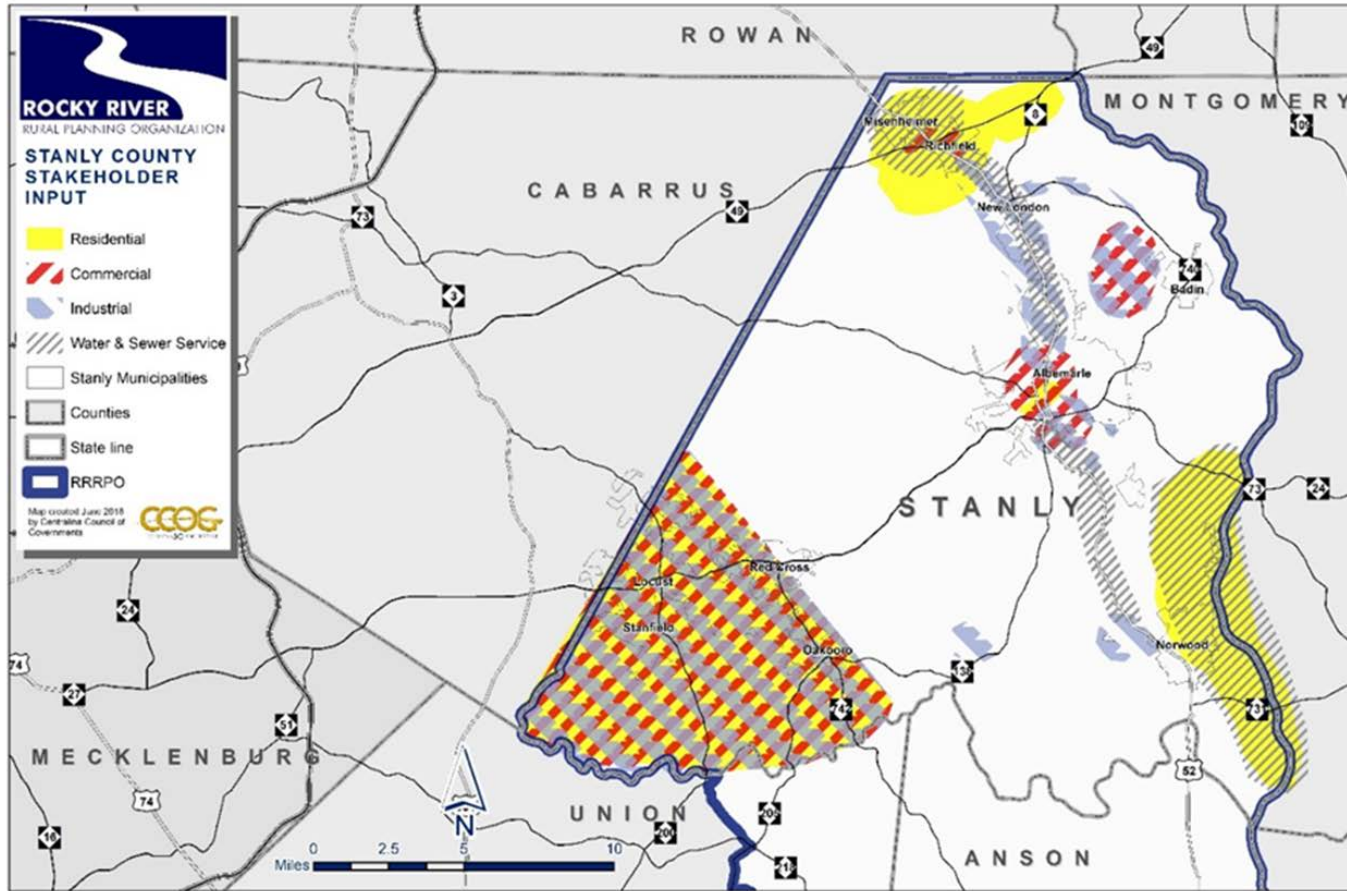 ROCKY RIVER
RURAL PLANNING ORGANIZATION
STANLY COUNTY
STAKEHOLDER
INPUT
Residential
Commercial
Industrial
Water & Sewer Service
Stanly Municipalities
Counties
State line
RRRPO
Map created June 2018
by Centralina Council of
Governments
CCOG
ROWAN
49
MONTGOMERY
8
109
Misenheimer
Richfield
CABARRUS
73
49
New London
3
740
Badin
Albemarle
STANLY
73
24
Locust
Red Cross
Stanfield
Oakboro
Norwood
24
74
27
138
742
731
51
MECKLENBURG
74
52
16
UNION
200
205
218
ANSON
N
Miles
0 2.5 5 10